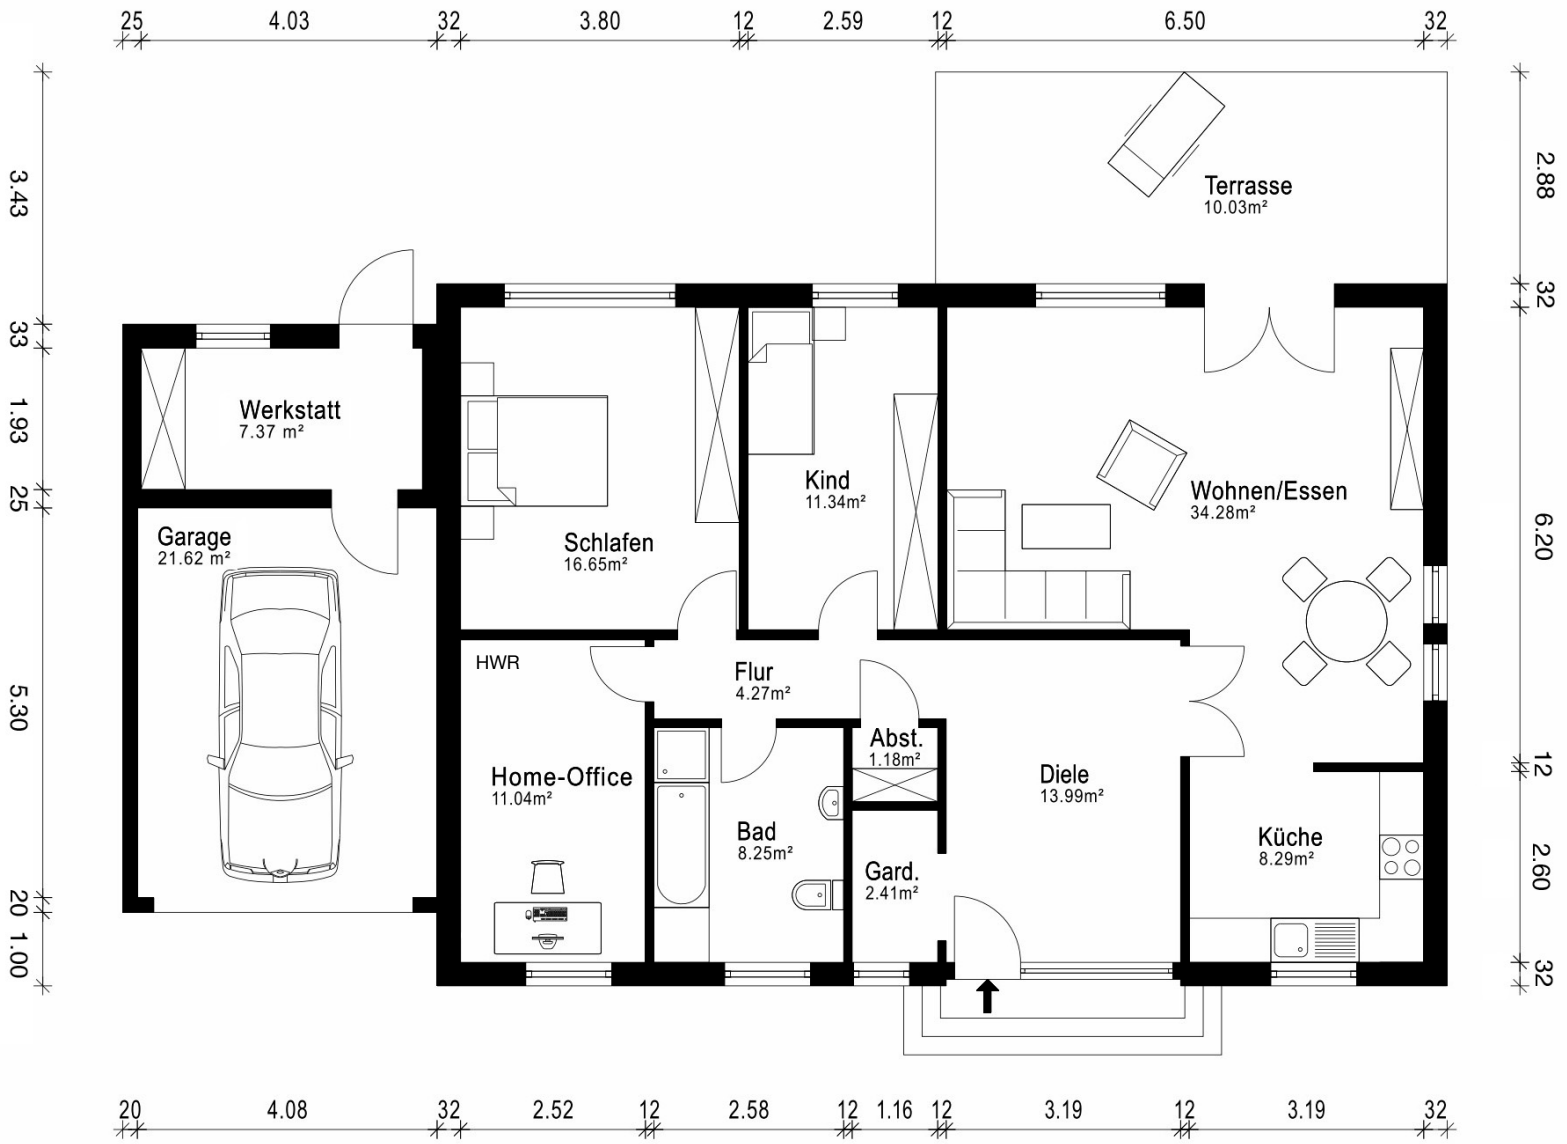 25 4.03 32 3.80 12 2.59 12 6.50 32
3.43
33
1.93
25
5.30
20
1.00
2.88
32
6.20
12
2.60
32
Terrasse
10.03m²
Werkstatt
7.37 m²
Garage
21.62 m²
Schlafen
16.65m²
Kind
11.34m²
Wohnen/Essen
34.28m²
HWR
Flur
4.27m²
Home-Office
11.04m²
Bad
8.25m²
Abst.
1.18m²
Gard.
2.41m²
Diele
13.99m²
Küche
8.29m²
20 4.08 32 2.52 12 2.58 12 1.16 12 3.19 12 3.19 32